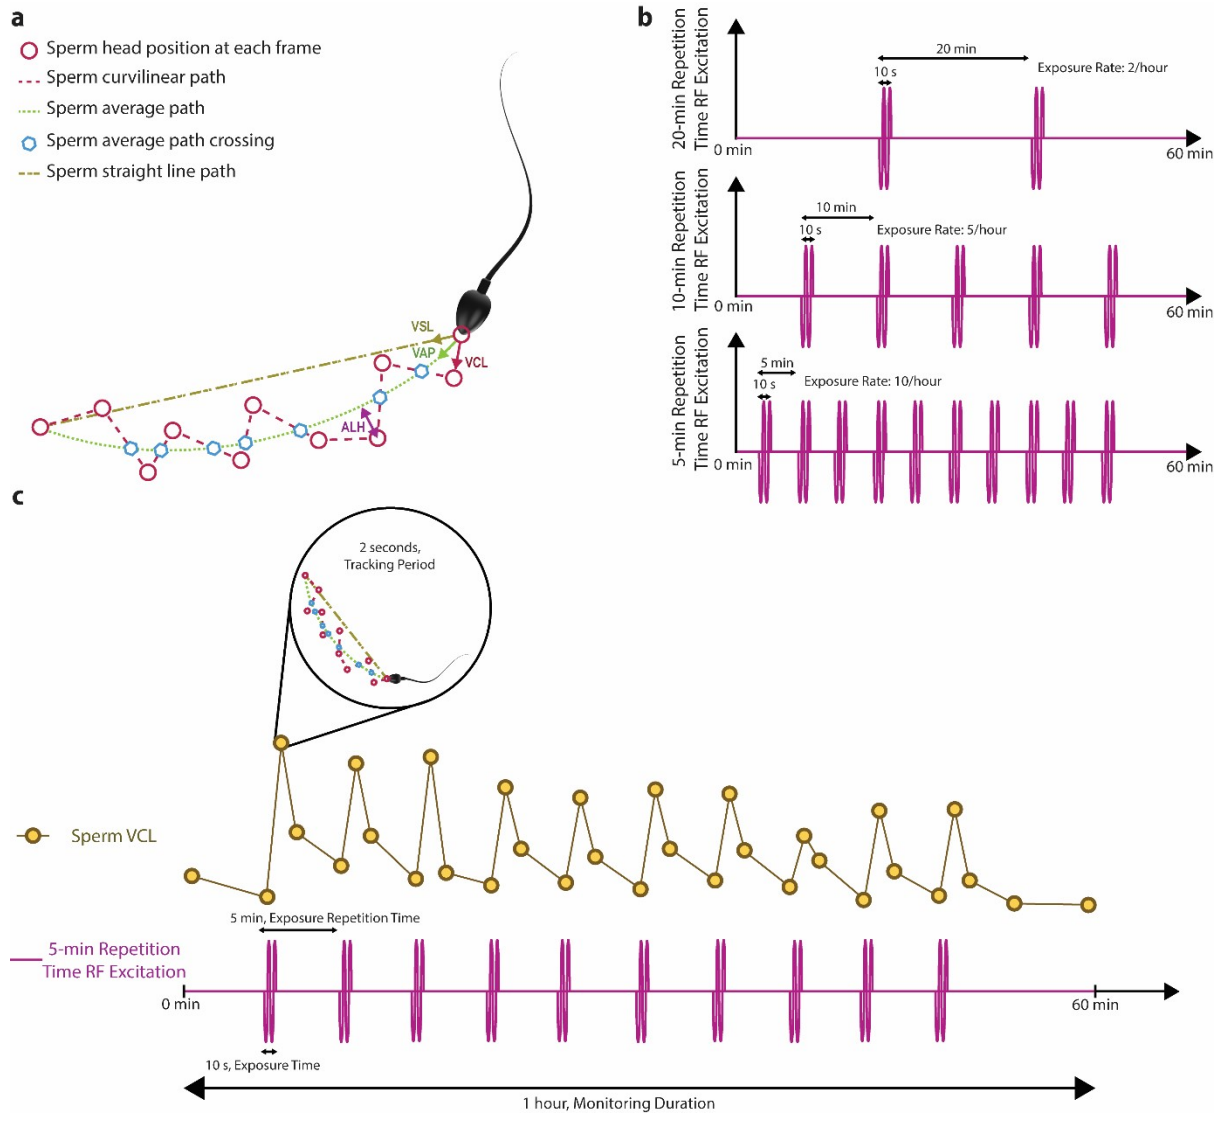 a
Sperm head position at each frame
Sperm curvilinear path
Sperm average path
Sperm average path crossing
Sperm straight line path
VSL
VAP
VCL
ALH
b
20-min Repetition
Time RF Excitation
20 min
10 s
Exposure Rate: 2/hour
0 min
60 min
10-min Repetition
Time RF Excitation
10 min
10 s
Exposure Rate: 5/hour
0 min
60 min
5-min Repetition
Time RF Excitation
5 min
10 s
Exposure Rate: 10/hour
0 min
60 min
c
2 seconds,
Tracking Period
Sperm VCL
5 min, Exposure Repetition Time
5-min Repetition
Time RF Excitation
0 min
60 min
10 s, Exposure Time
1 hour, Monitoring Duration